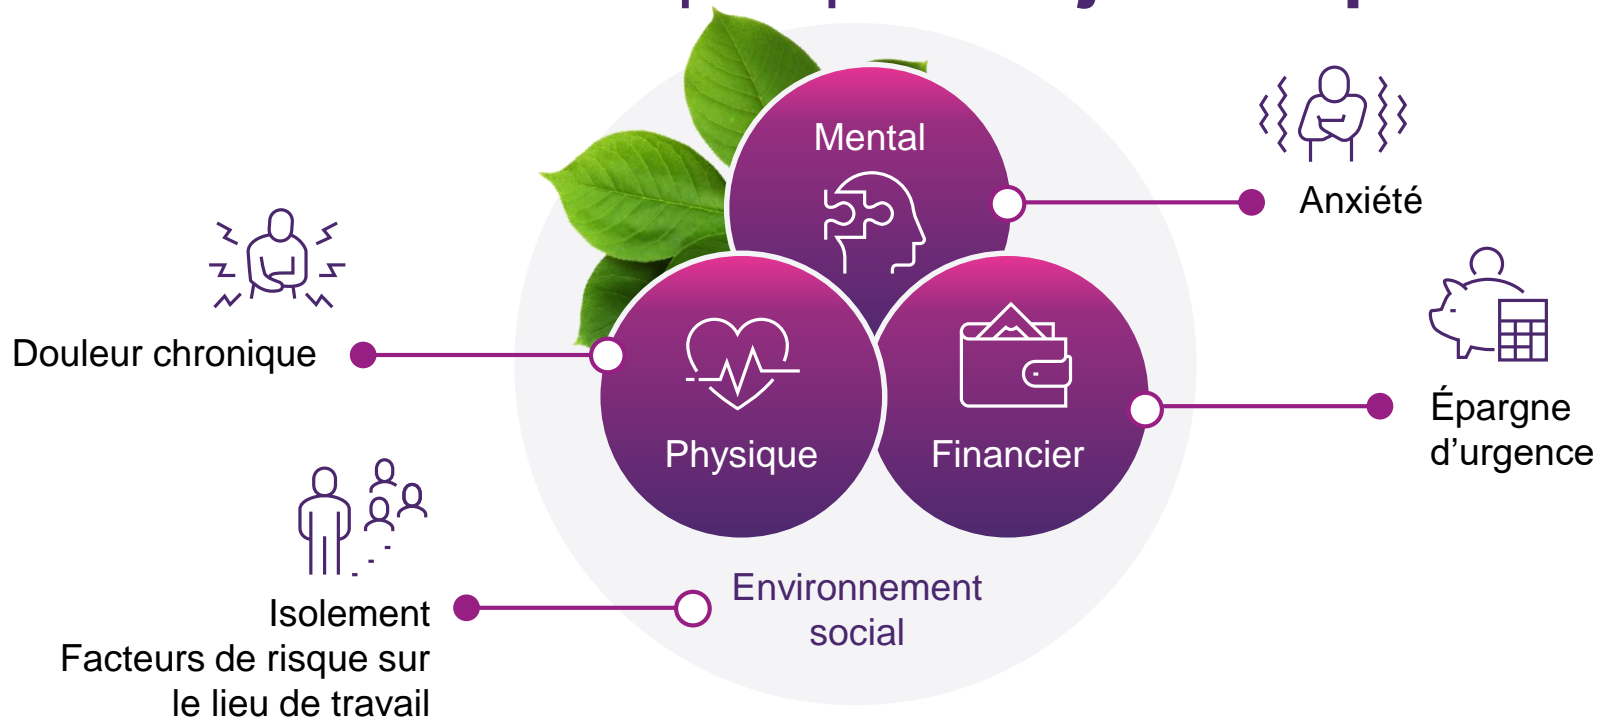 Mental
Anxiété
Douleur chronique
Physique
Financier
Épargne
d’urgence
Environnement
social
Isolement
Facteurs de risque sur
le lieu de travail